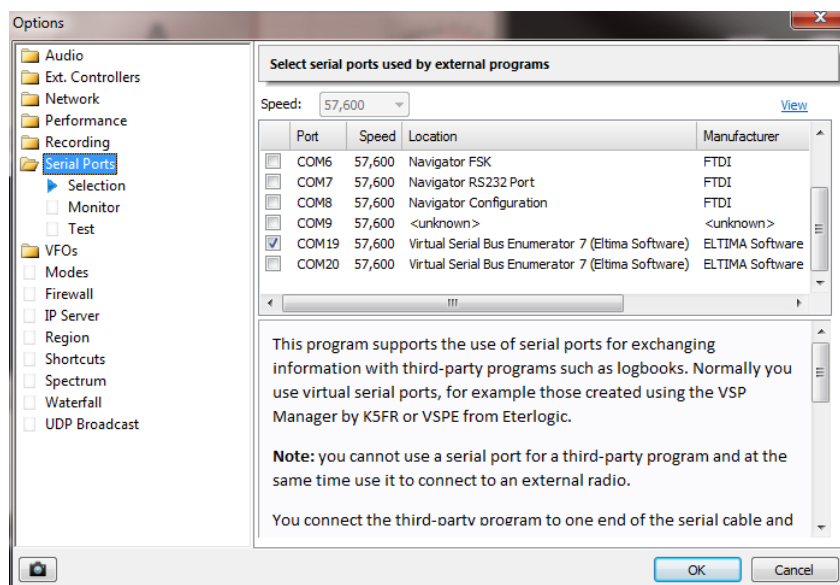 Options
Audio
Ext. Controllers
Network
Performance
Recording
Serial Ports
Selection
Monitor
Test
VFOs
Modes
Firewall
IP Server
Region
Shortcuts
Spectrum
Waterfall
UDP Broadcast
Select serial ports used by external programs
Speed: 57,600 View
Port Speed Location Manufacturer
COM6 57,600 Navigator FSK FTDI
COM7 57,600 Navigator RS232 Port FTDI
COM8 57,600 Navigator Configuration FTDI
COM9 57,600 <unknown> <unknown>
COM19 57,600 Virtual Serial Bus Enumerator 7 (Eltima Software) ELTIMA Software
COM20 57,600 Virtual Serial Bus Enumerator 7 (Eltima Software) ELTIMA Software
This program supports the use of serial ports for exchanging
information with third-party programs such as logbooks. Normally you
use virtual serial ports, for example those created using the VSP
Manager by K5FR or VSPE from Eterlogic.
Note: you cannot use a serial port for a third-party program and at the
same time use it to connect to an external radio.
You connect the third-party program to one end of the serial cable and
OK Cancel